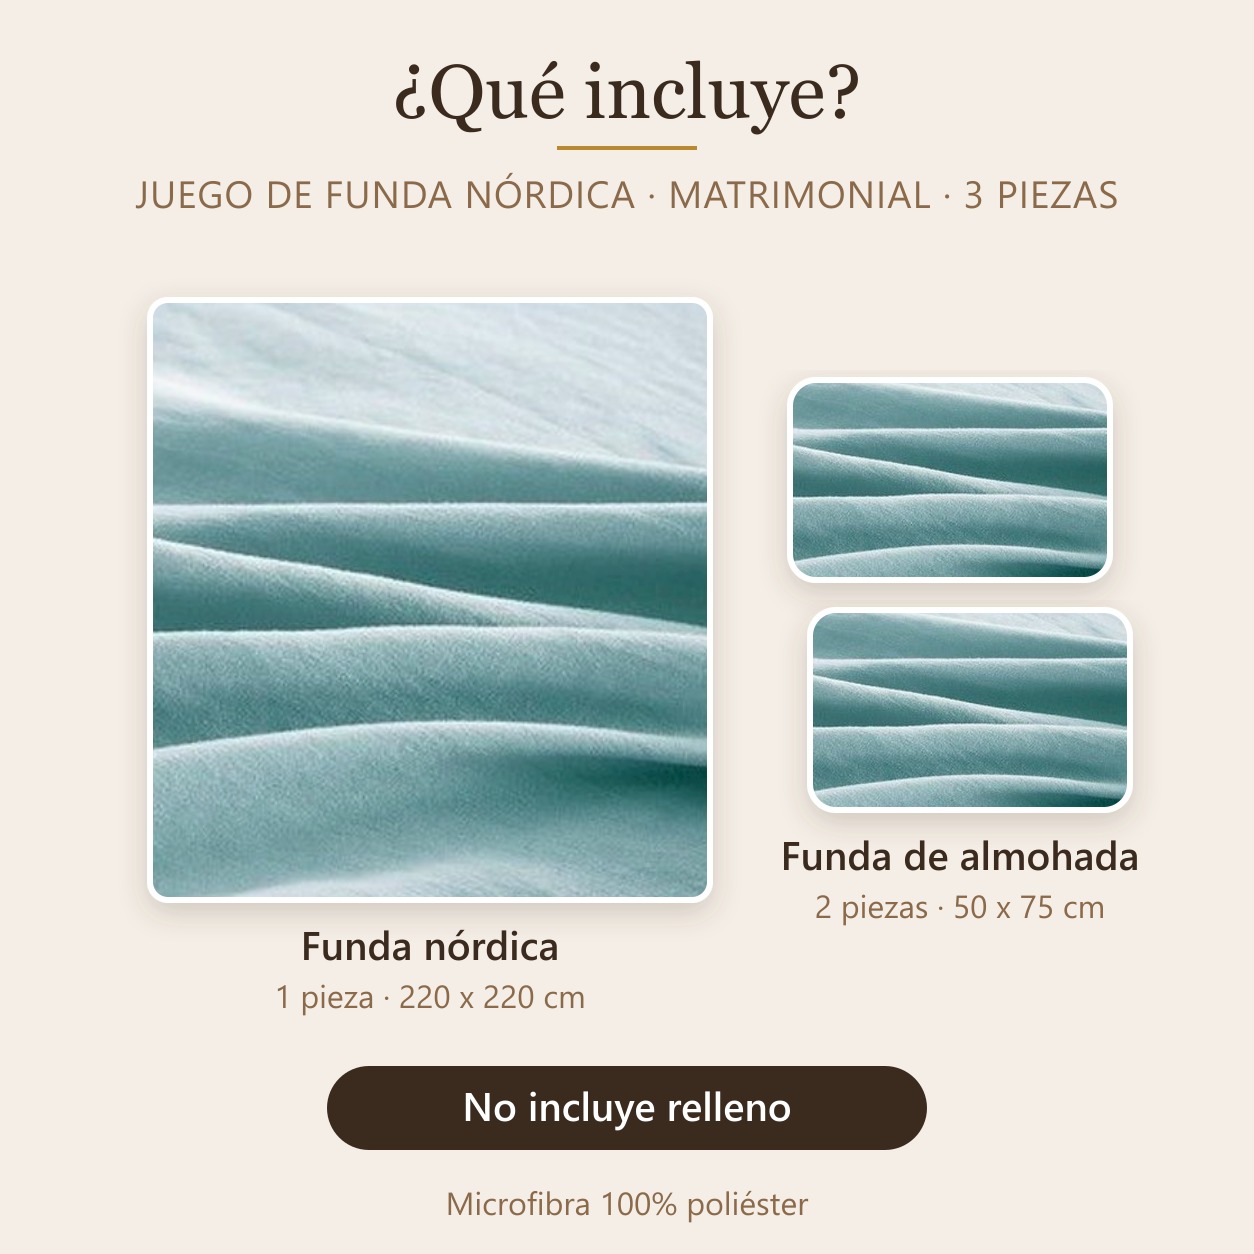 ¿Qué incluye?
JUEGO DE FUNDA NÓRDICA · MATRIMONIAL · 3 PIEZAS
Funda de almohada
2 piezas · 50 x 75 cm
Funda nórdica
1 pieza · 220 x 220 cm
No incluye relleno
Microfibra 100% poliéster